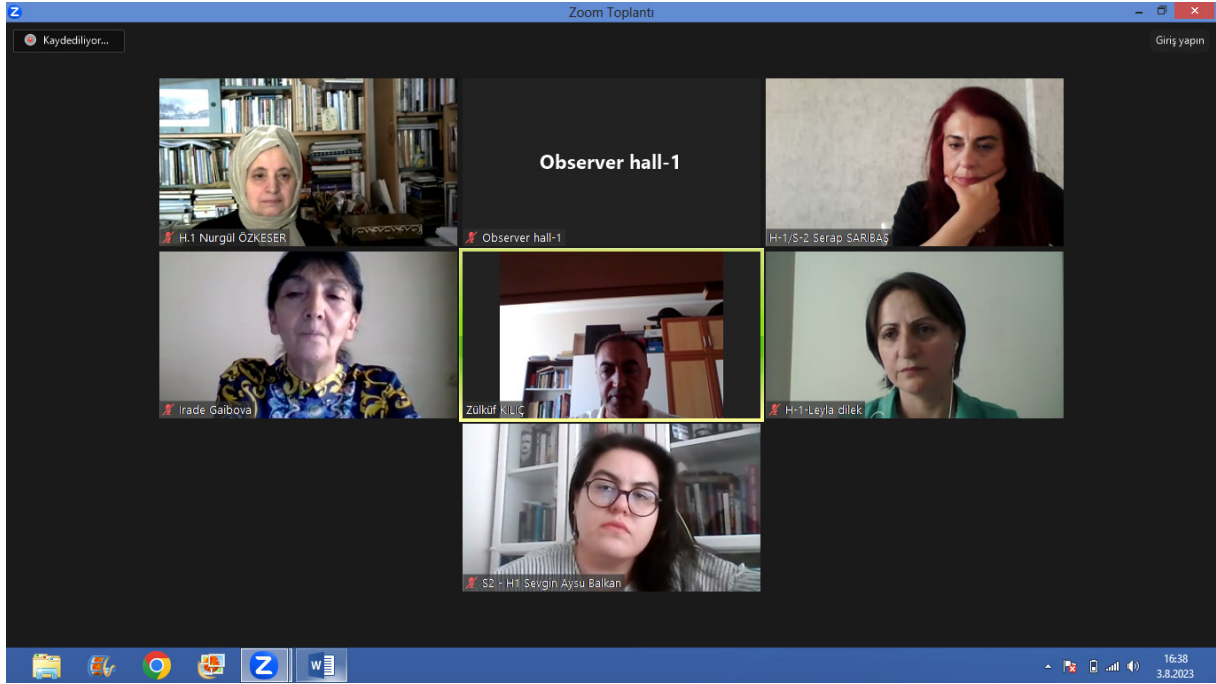 Zoom Toplantı
Kaydediliyor...
Giriş yapın
H.1 Nurgül ÖZKESER
Observer hall-1
Observer hall-1
H-1/S-2 Serap SARIBAŞ
Irade Gaibova
Zülküf KILIÇ
H-1-Leyla dilek
S2 - H1 Sevgin Aysu Balkan
16:38
3.8.2023